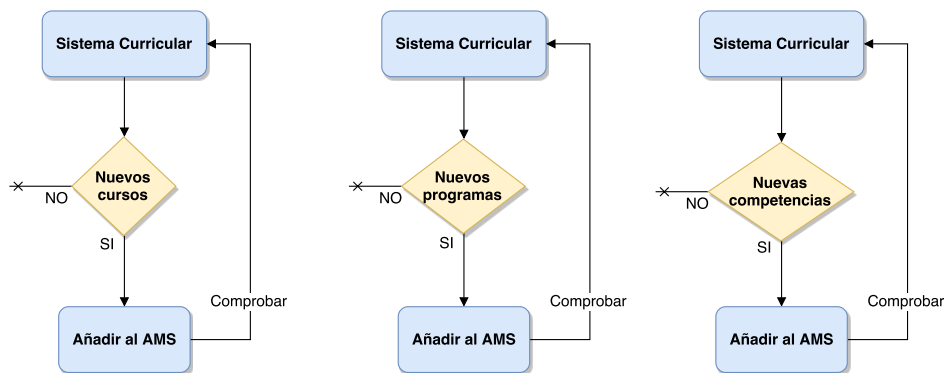 Sistema Curricular
Nuevos
cursos
NO
SI
Comprobar
Añadir al AMS
Sistema Curricular
Nuevos
programas
NO
SI
Comprobar
Añadir al AMS
Sistema Curricular
Nuevas
competencias
NO
SI
Comprobar
Añadir al AMS